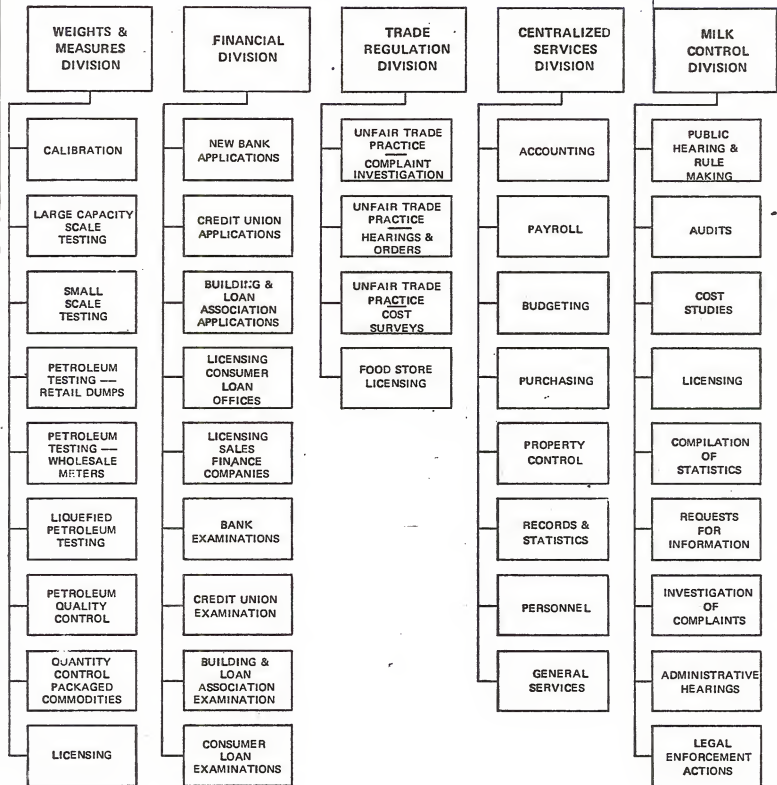 WEIGHTS &
MEASURES
DIVISION
CALIBRATION
LARGE CAPACITY
SCALE
TESTING
SMALL
SCALE
TESTING
PETROLEUM
TESTING —
RETAIL DUMPS
PETROLEUM
TESTING —
WHOLESALE
METERS
LIQUEFIED
PETROLEUM
TESTING
PETROLEUM
QUALITY
CONTROL
QUANTITY
CONTROL
PACKAGED
COMMODITIES
LICENSING
FINANCIAL
DIVISION
NEW BANK
APPLICATIONS
CREDIT UNION
APPLICATIONS
BUILDING &
LOAN
ASSOCIATION
APPLICATIONS
LICENSING
CONSUMER
LOAN
OFFICES
LICENSING
SALES
FINANCE
COMPANIES
BANK
EXAMINATIONS
CREDIT UNION
EXAMINATION
BUILDING &
LOAN
ASSOCIATION
EXAMINATION
CONSUMER
LOAN
EXAMINATIONS
TRADE
REGULATION
DIVISION
UNFAIR TRADE
PRACTICE
—
COMPLAINT
INVESTIGATION
UNFAIR TRADE
PRACTICE
—
HEARINGS &
ORDERS
UNFAIR TRADE
PRACTICE
—
COST
SURVEYS
FOOD STORE
LICENSING
CENTRALIZED
SERVICES
DIVISION
ACCOUNTING
PAYROLL
BUDGETING
PURCHASING
PROPERTY
CONTROL
RECORDS &
STATISTICS
PERSONNEL
GENERAL
SERVICES
MILK
CONTROL
DIVISION
PUBLIC
HEARING &
RULE
MAKING
AUDITS
COST
STUDIES
LICENSING
COMPILATION
OF
STATISTICS
REQUESTS
FOR
INFORMATION
INVESTIGATION
OF
COMPLAINTS
ADMINISTRATIVE
HEARINGS
LEGAL
ENFORCEMENT
ACTIONS